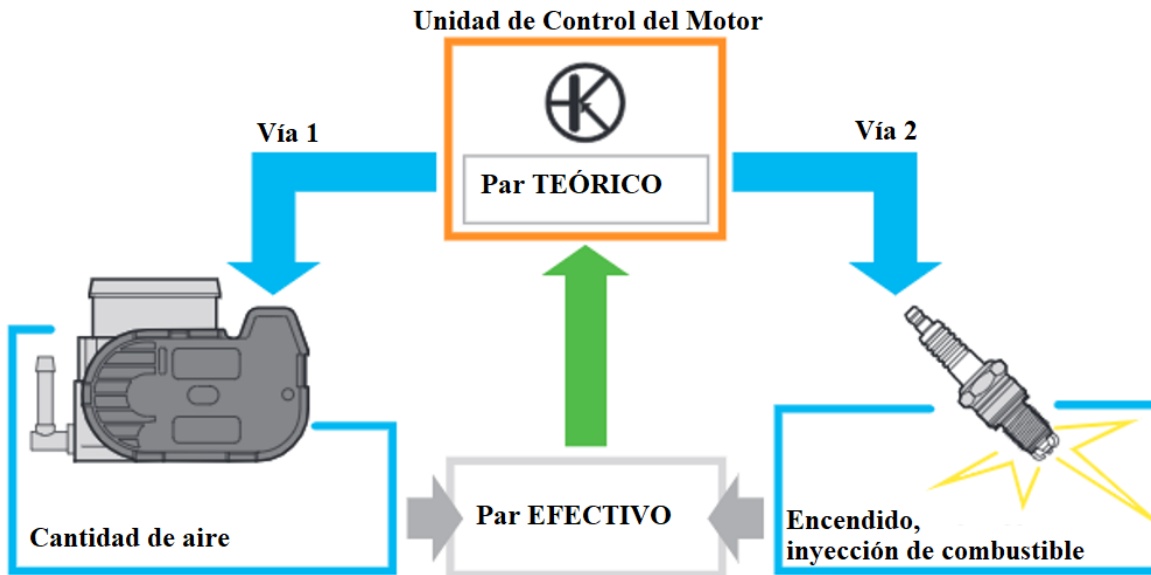 Unidad de Control del Motor
Vía 1
Vía 2
Par TEÓRICO
Par EFECTIVO
Cantidad de aire
Encendido,
inyección de combustible